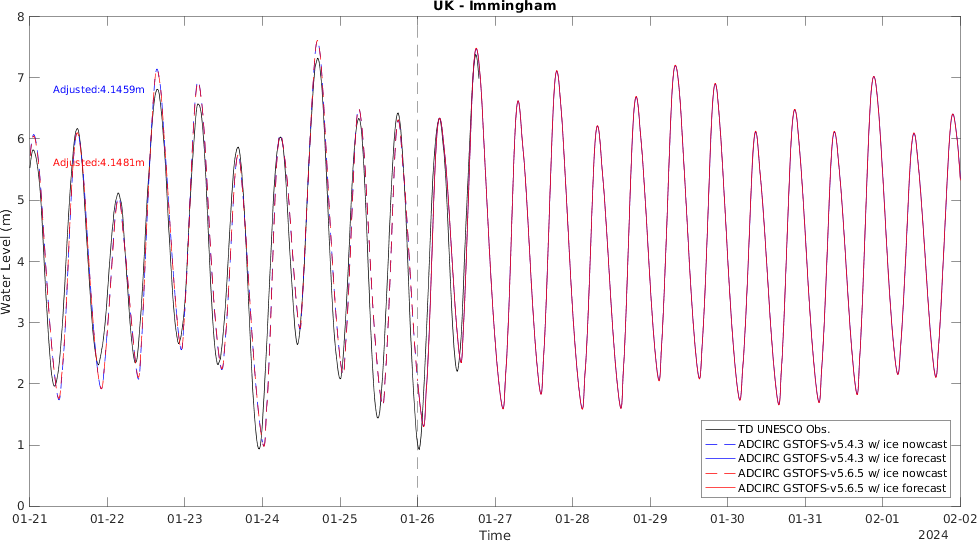 UK - Immingham
8
7
6
5
4
3
2
1
0
Water Level (m)
Adjusted:4.1459m
Adjusted:4.1481m
TD UNESCO Obs.
ADCIRC GSTOFS-v5.4.3 w/ ice nowcast
ADCIRC GSTOFS-v5.4.3 w/ ice forecast
ADCIRC GSTOFS-v5.6.5 w/ ice nowcast
ADCIRC GSTOFS-v5.6.5 w/ ice forecast
01-21 01-22 01-23 01-24 01-25 01-26 01-27 01-28 01-29 01-30 01-31 02-01 02-02
Time
2024